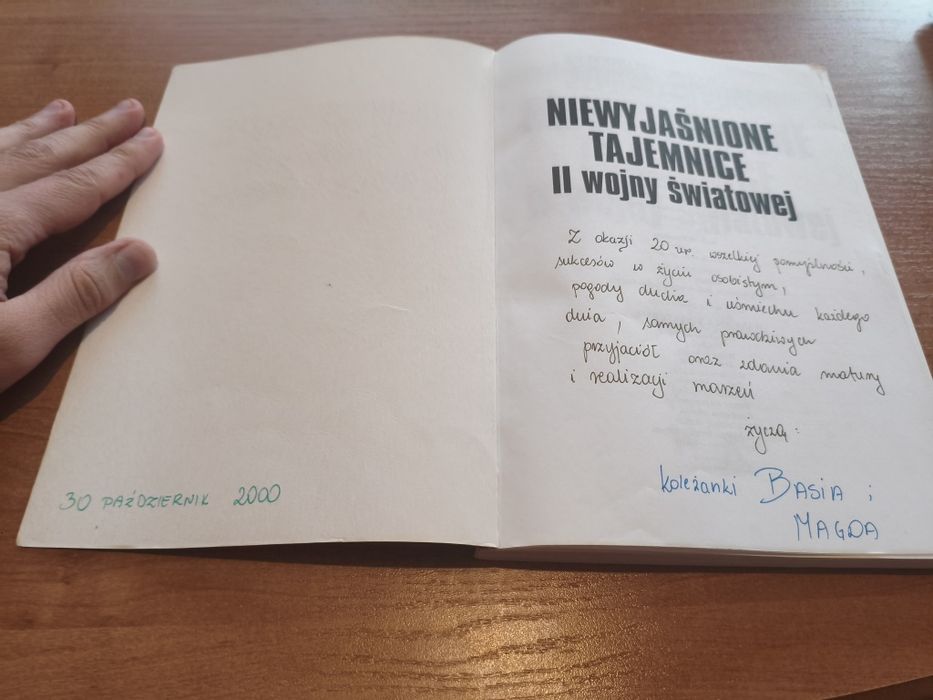 30 PAŹDZIERNIK 2000
NIEWYJAŚNIONE
TAJEMNICE
II wojny światowej
Z okazji 20 ur. wszelkiej pomyślności,
sukcesów w życiu osobistym,
pogody ducha i uśmiechu każdego
dnia, samych prawdziwych
przyjaciół oraz zdania matury
i realizacji marzeń
życzą:
koleżanki BASIA i
MAGDA